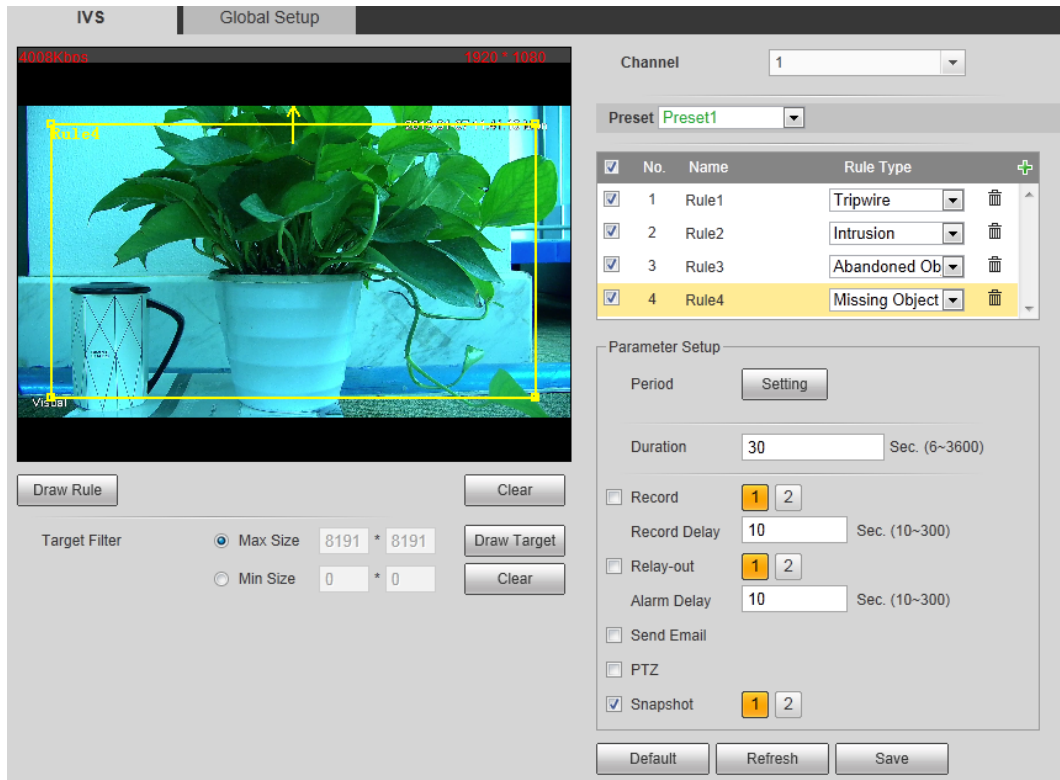 IVS Global Setup
4008Kbps 1920 * 1080
Rule4
Visual
Draw Rule Clear
Target Filter Max Size 8191 * 8191 Draw Target
Min Size 0 * 0 Clear
Channel 1
Preset Preset1
No. Name Rule Type
1 Rule1 Tripwire
2 Rule2 Intrusion
3 Rule3 Abandoned Ob
4 Rule4 Missing Object
Parameter Setup
Period Setting
Duration 30 Sec. (6~3600)
Record 1 2
Record Delay 10 Sec. (10~300)
Relay-out 1 2
Alarm Delay 10 Sec. (10~300)
Send Email
PTZ
Snapshot 1 2
Default Refresh Save